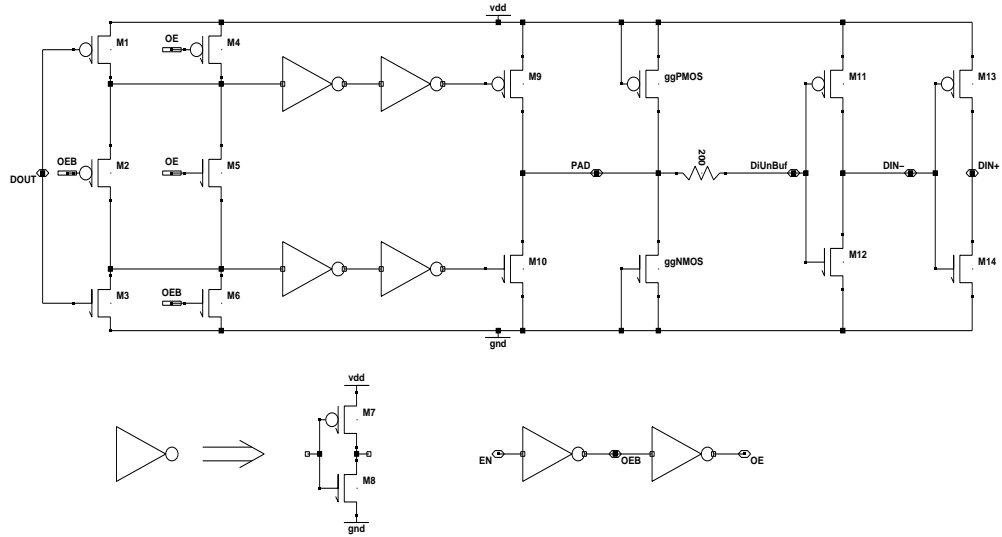 vdd
M1
OE
M4
M9
ggPMOS
M11
M13
OEB
M2
OE
M5
DOUT
PAD
200
DiUnBuf
DIN−
DIN+
M3
OEB
M6
M10
ggNMOS
M12
M14
gnd
vdd
M7
M8
gnd
EN
OEB
OE